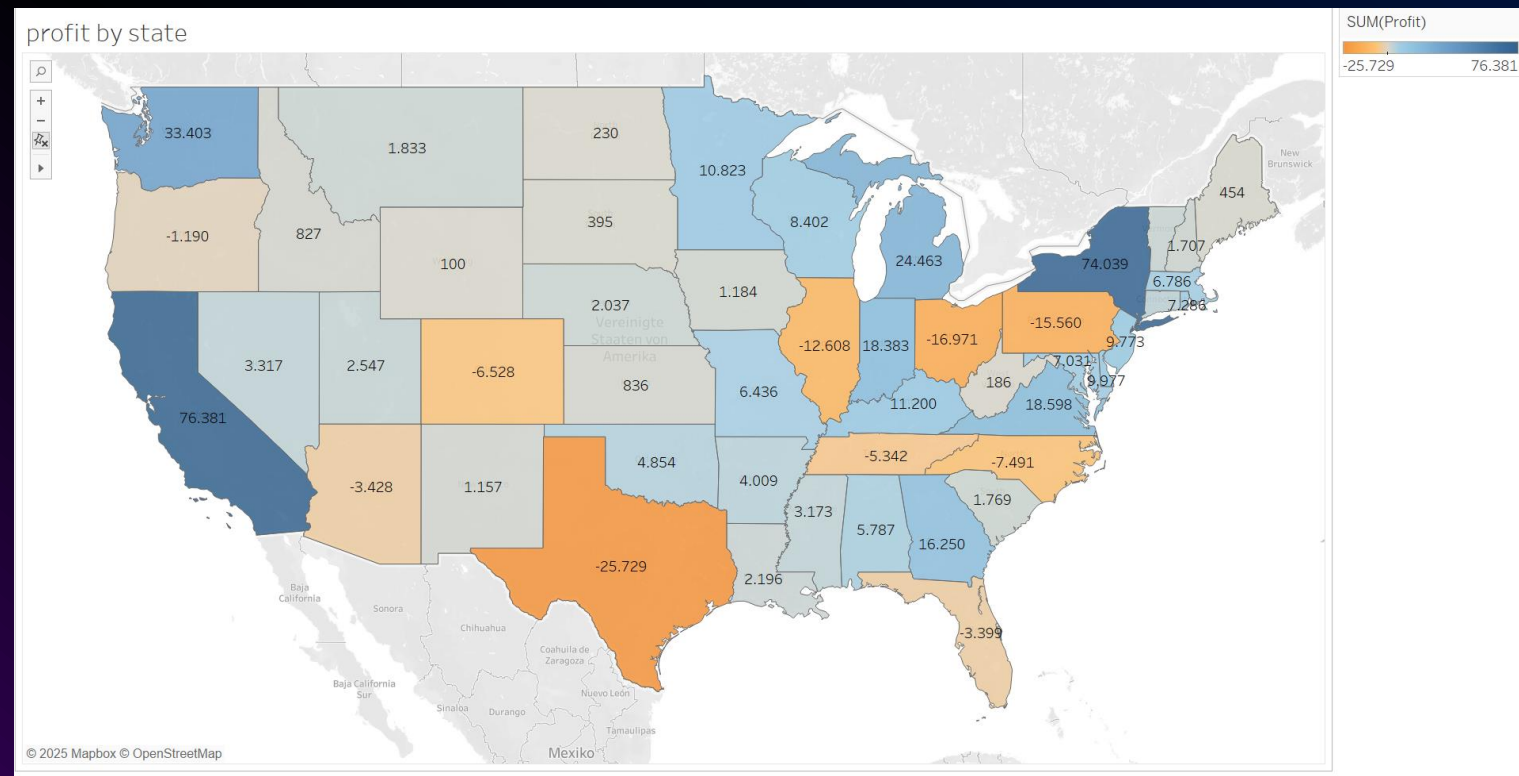 profit by state
SUM(Profit)
-25.729 76.381
+
−
New
Brunswick
33.403
1.833
230
10.823
454
-1.190
827
395
8.402
1.707
100
24.463
74.039
6.786
2.037
1.184
7.286
Vereinigte
Staaten von
Amerika
-15.560
-12.608
18.383
-16.971
9.773
3.317
2.547
-6.528
7.031
836
6.436
186
9.977
76.381
11.200
18.598
-3.428
1.157
4.854
-5.342
-7.491
4.009
1.769
3.173
5.787
16.250
-25.729
2.196
-3.399
Baja
California
Sonora
Chihuahua
Coahuila de
Zaragoza
Baja California
Sur
Nuevo León
Sinaloa
Durango
Tamaulipas
Mexiko
© 2025 Mapbox © OpenStreetMap